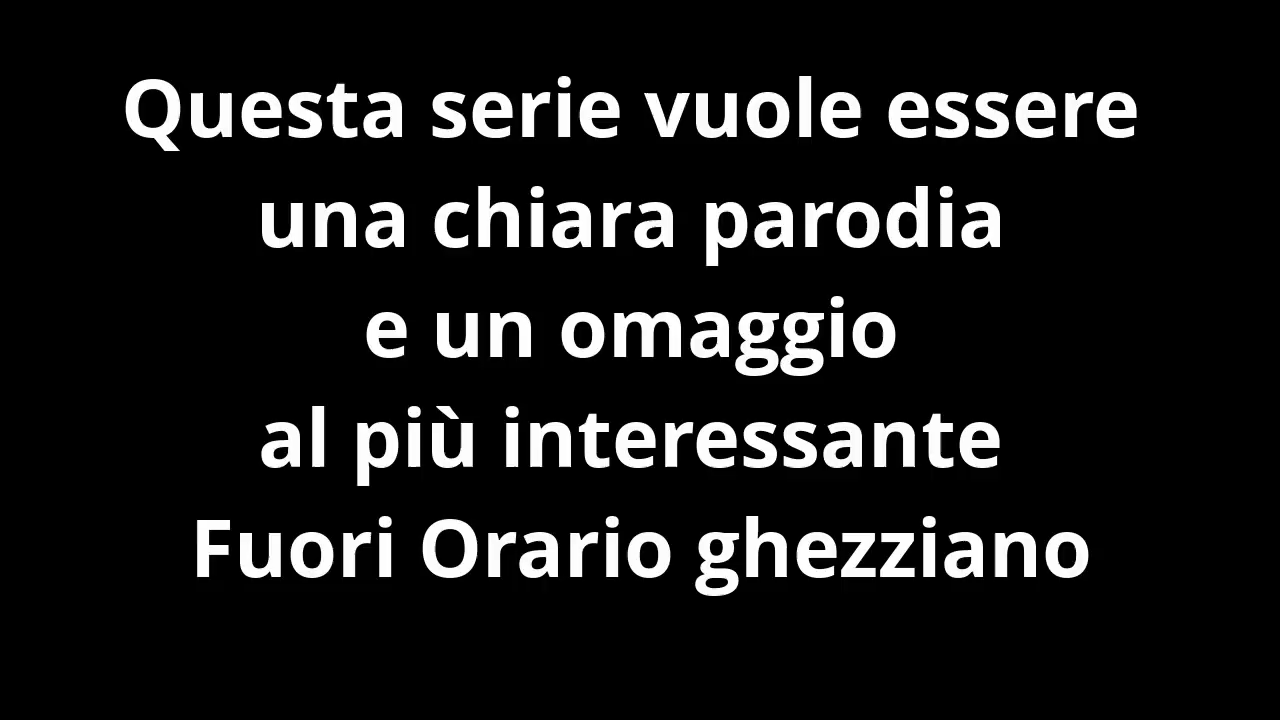 Questa serie vuole essere
una chiara parodia
e un omaggio
al più interessante
Fuori Orario ghezziano